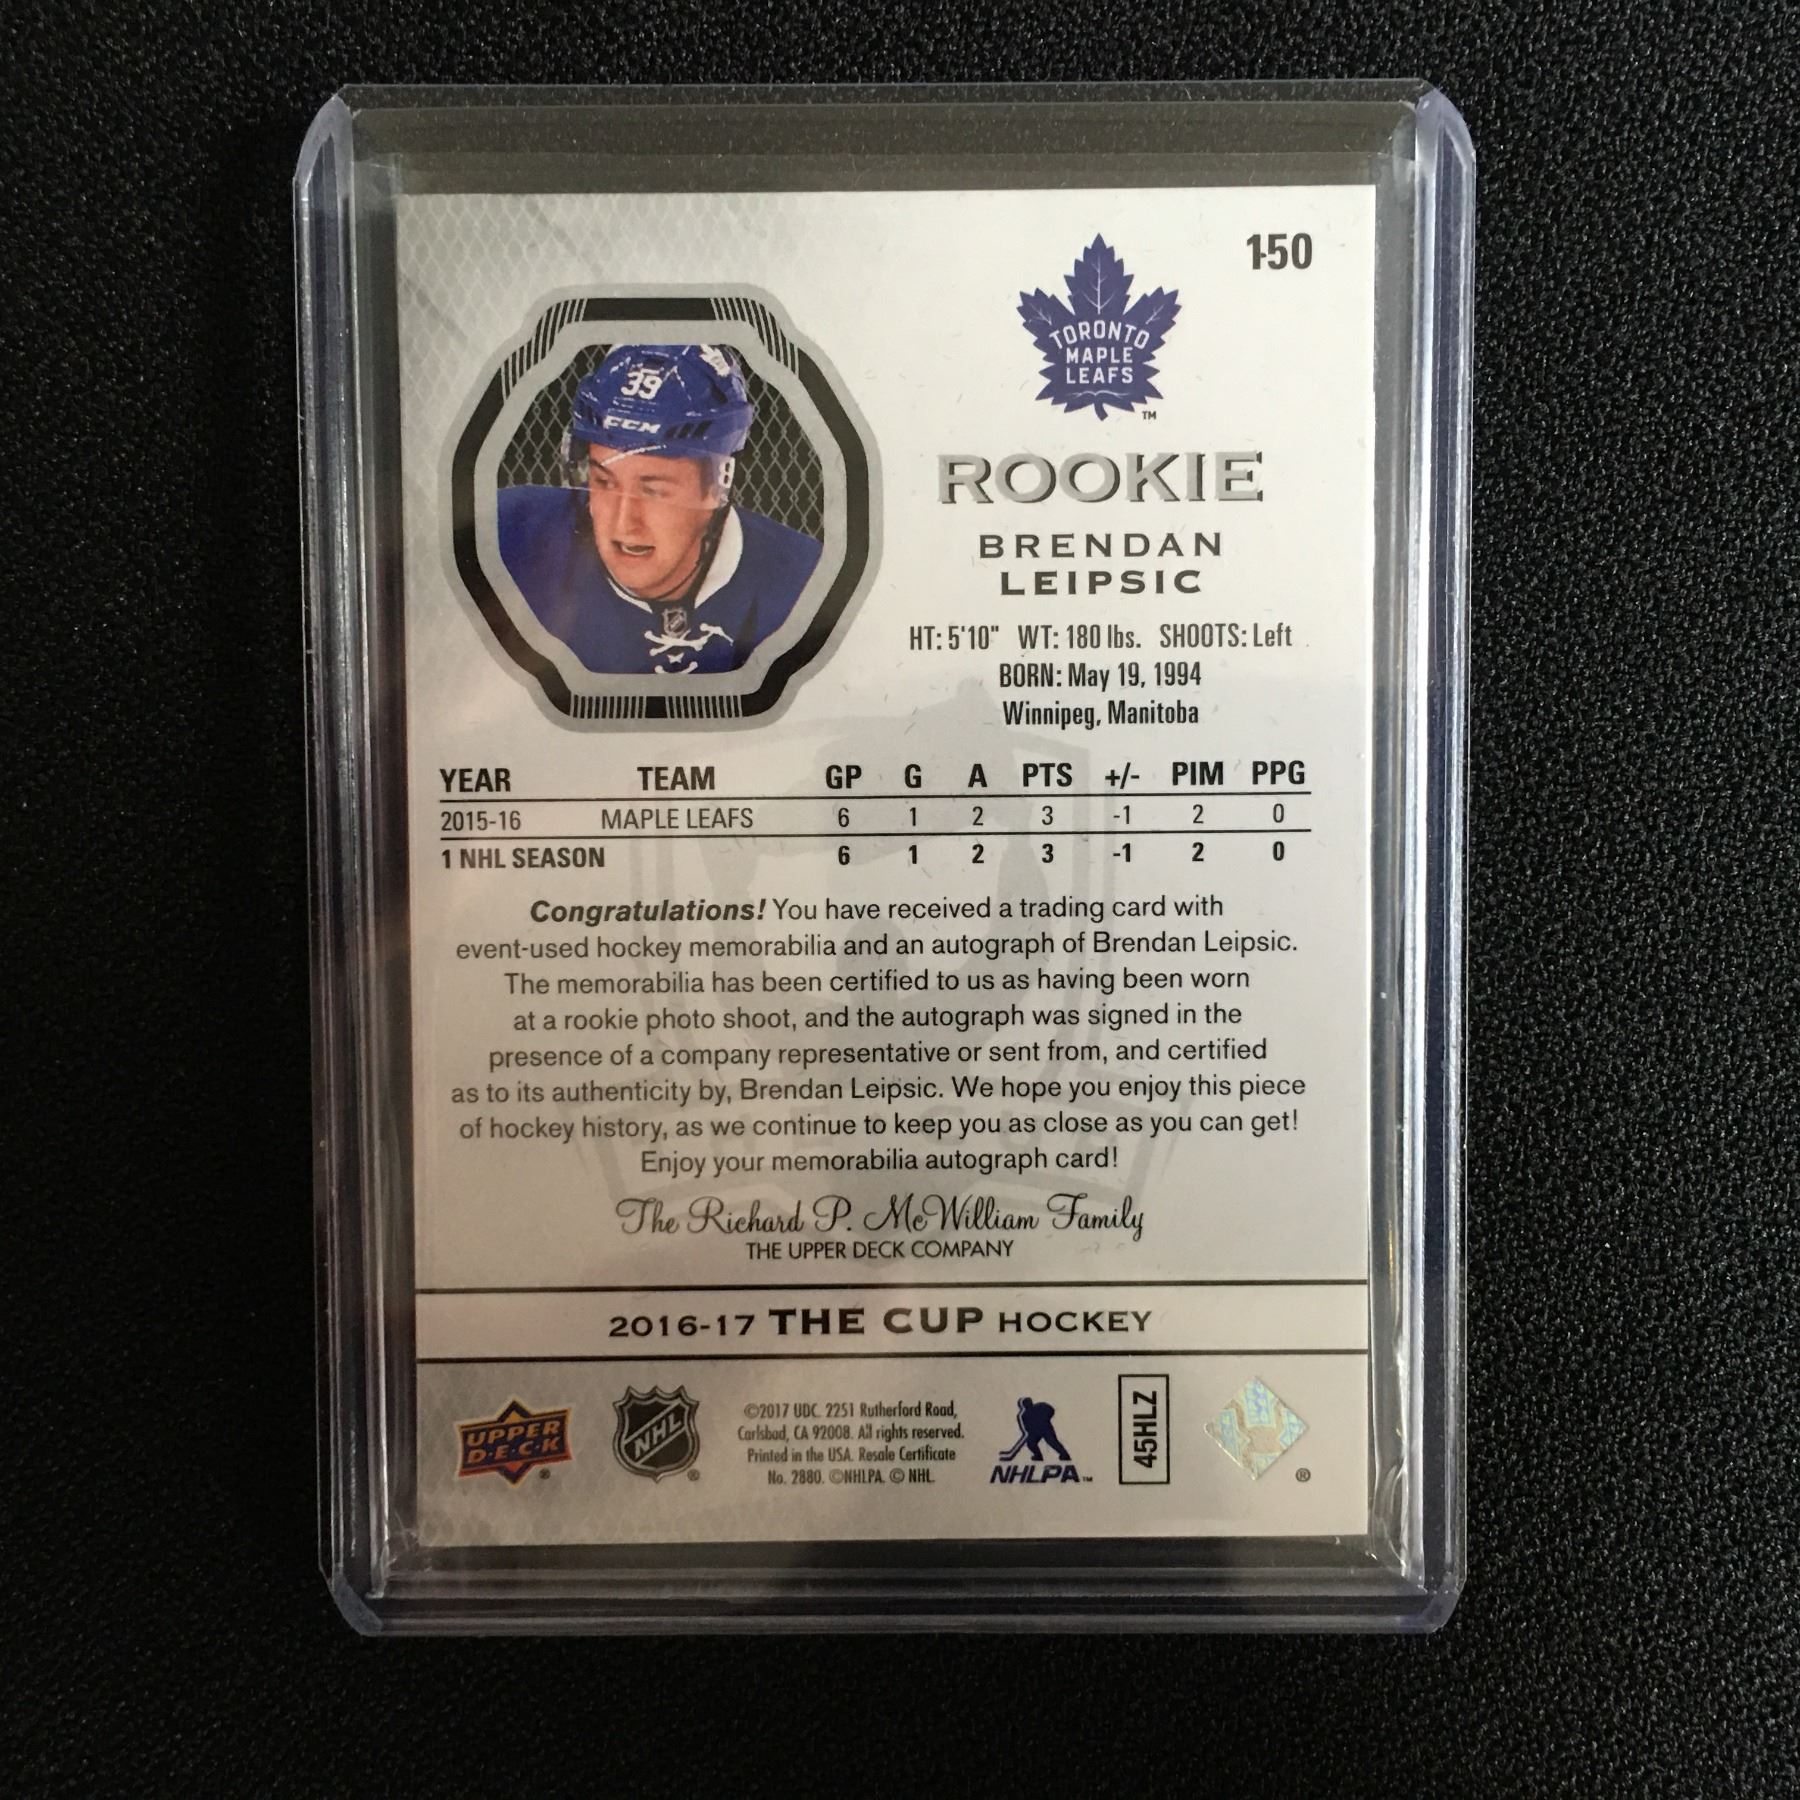 150
TORONTO
MAPLE
LEAFS
TM
39
CCM
ROOKIE
BRENDAN
LEIPSIC
HT: 5'10" WT: 180 lbs. SHOOTS: Left
BORN: May 19, 1994
Winnipeg, Manitoba
YEAR TEAM GP G A PTS +/- PIM PPG
2015-16 MAPLE LEAFS 6 1 2 3 -1 2 0
1 NHL SEASON 6 1 2 3 -1 2 0
Congratulations! You have received a trading card with
event-used hockey memorabilia and an autograph of Brendan Leipsic.
The memorabilia has been certified to us as having been worn
at a rookie photo shoot, and the autograph was signed in the
presence of a company representative or sent from, and certified
as to its authenticity by, Brendan Leipsic. We hope you enjoy this piece
of hockey history, as we continue to keep you as close as you can get!
Enjoy your memorabilia autograph card!
The Richard P. McWilliam Family
THE UPPER DECK COMPANY
2016-17 THE CUP HOCKEY
UPPER
D·E·C·K
®
NHL
®
©2017 UDC. 2251 Rutherford Road,
Carlsbad, CA 92008. All rights reserved.
Printed in the USA. Resale Certificate
No. 2880. ©NHLPA. © NHL.
NHLPA™
45HLZ
®